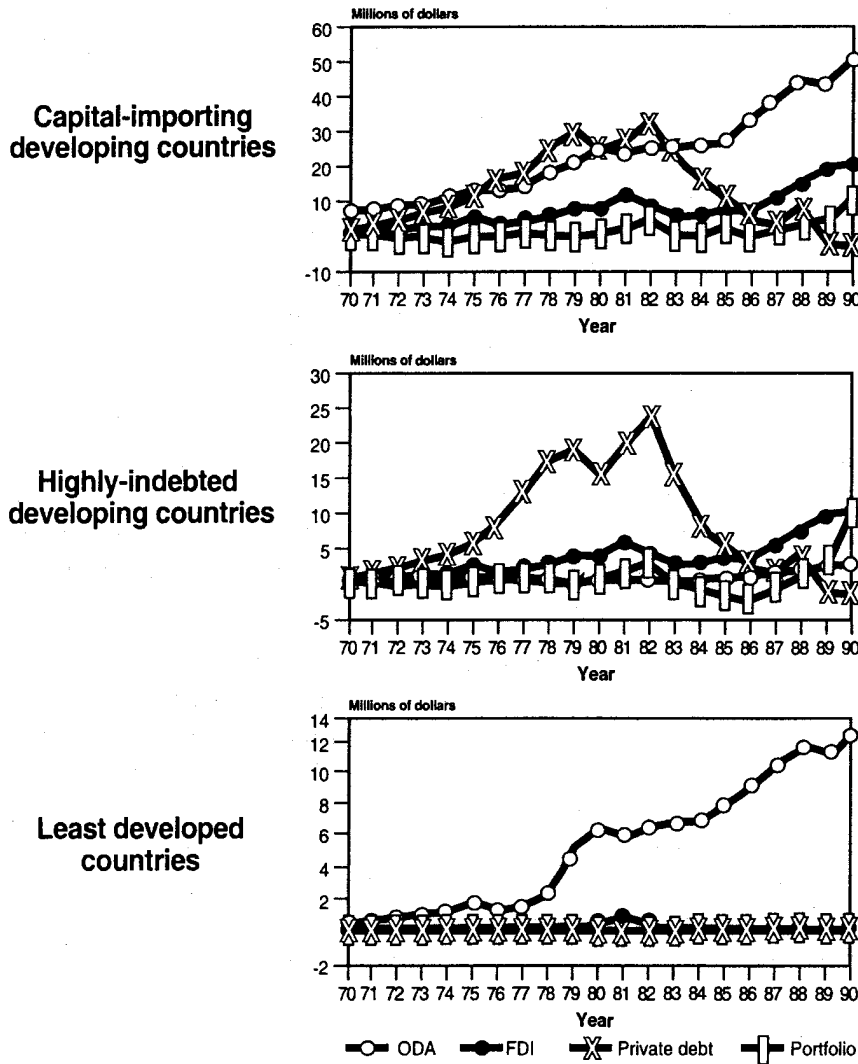 Capital-importing
developing countries
Millions of dollars
60
50
40
30
20
10
-10
70 71 72 73 74 75 76 77 78 79 80 81 82 83 84 85 86 87 88 89 90
Year
Highly-indebted
developing countries
Millions of dollars
30
25
20
15
10
5
-5
70 71 72 73 74 75 76 77 78 79 80 81 82 83 84 85 86 87 88 89 90
Year
Least developed
countries
Millions of dollars
14
12
10
8
6
4
2
-2
70 71 72 73 74 75 76 77 78 79 80 81 82 83 84 85 86 87 88 89 90
Year
ODA FDI Private debt Portfolio